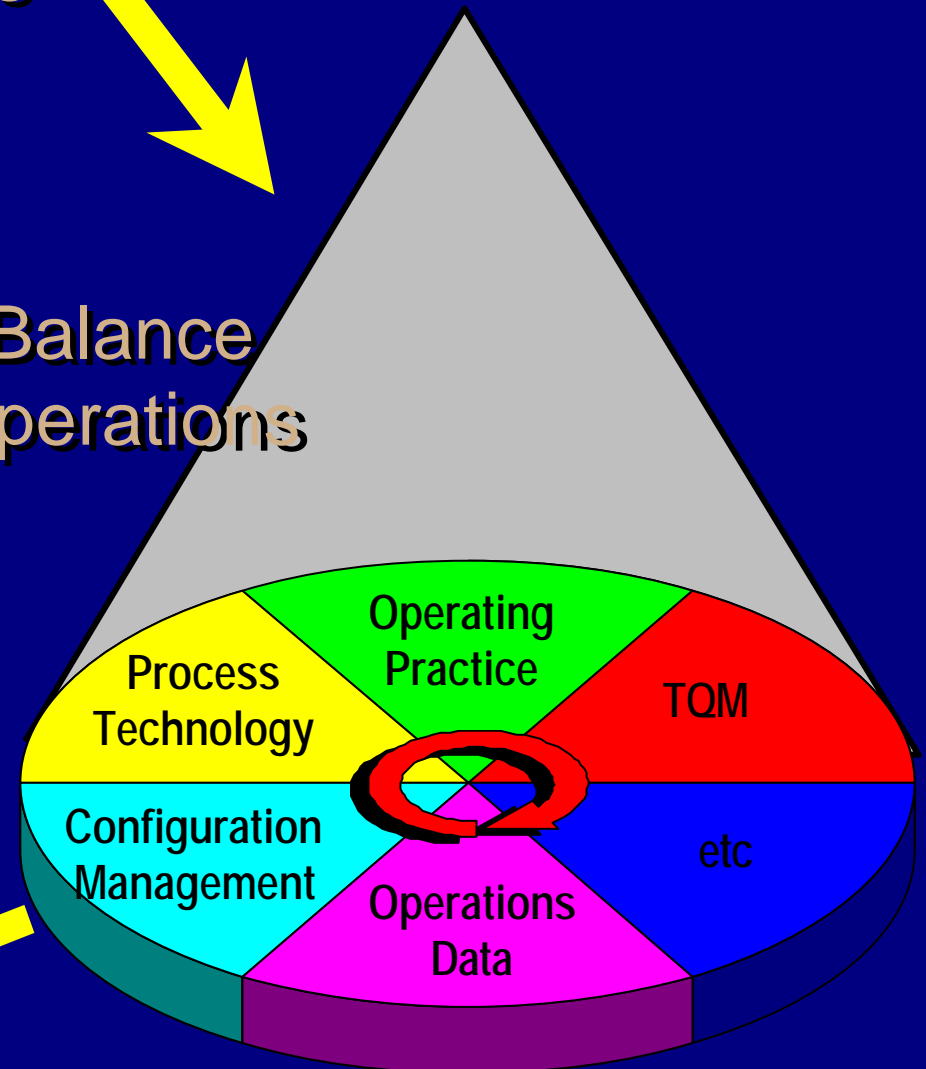 Balance
perations
Operating
Practice
Process
Technology
TQM
Configuration
Management
etc
Operations
Data